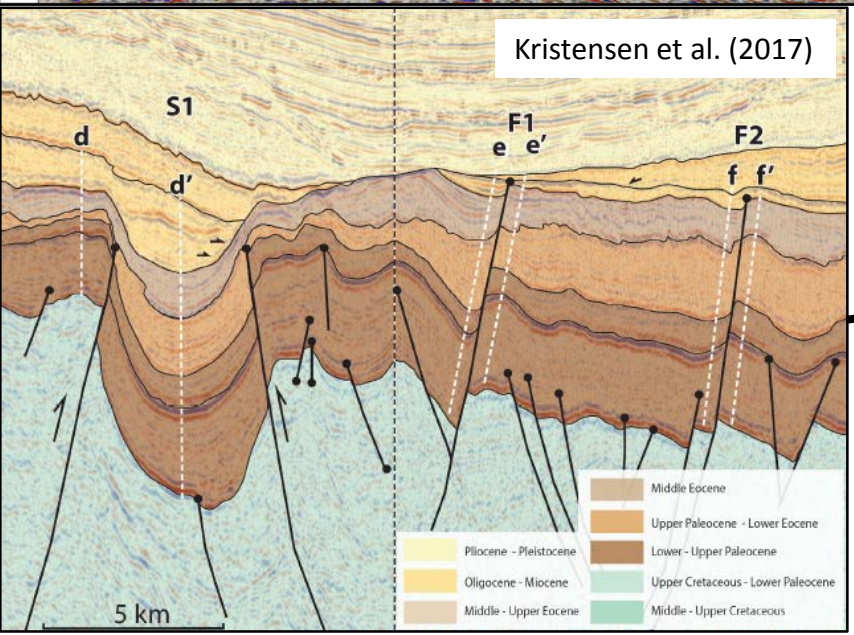 Kristensen et al. (2017)
S1
d
d'
F1
e e'
F2
f f'
Middle Eocene
Upper Paleocene - Lower Eocene
Pliocene - Pleistocene
Lower - Upper Paleocene
Oligocene - Miocene
Upper Cretaceous - Lower Paleocene
Middle - Upper Eocene
Middle - Upper Cretaceous
5 km